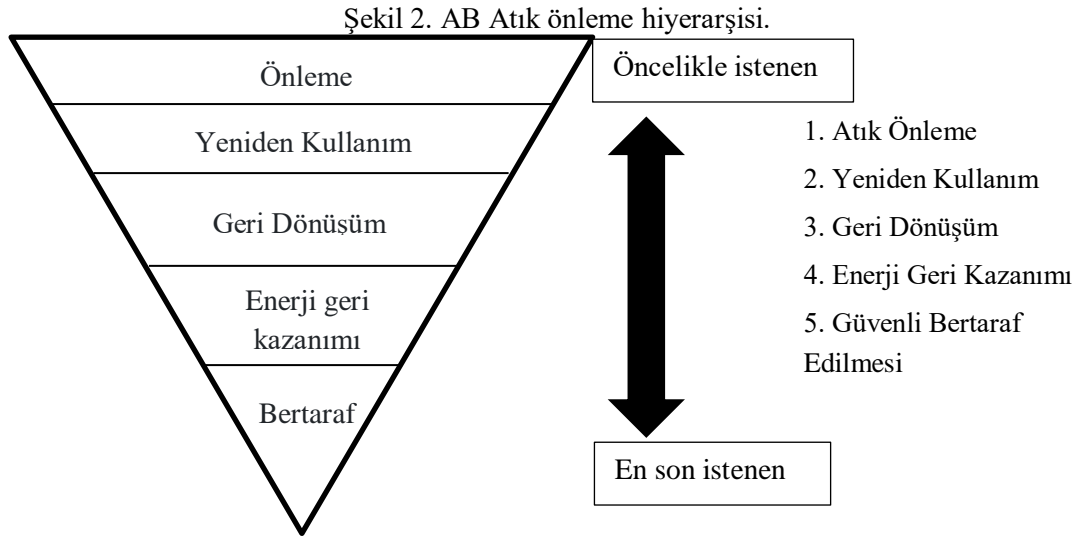 Şekil 2. AB Atık önleme hiyerarşisi.
Önleme
Yeniden Kullanım
Geri Dönüşüm
Enerji geri
kazanımı
Bertaraf
Öncelikle istenen
En son istenen
1. Atık Önleme
2. Yeniden Kullanım
3. Geri Dönüşüm
4. Enerji Geri Kazanımı
5. Güvenli Bertaraf
Edilmesi